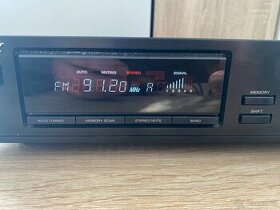 AUTO MUTING STEREO SIGNAL
FM 91.20 MHz A
MEMORY
SHIFT
AUTO TUNING MEMORY SCAN STEREO/MUTE BAND